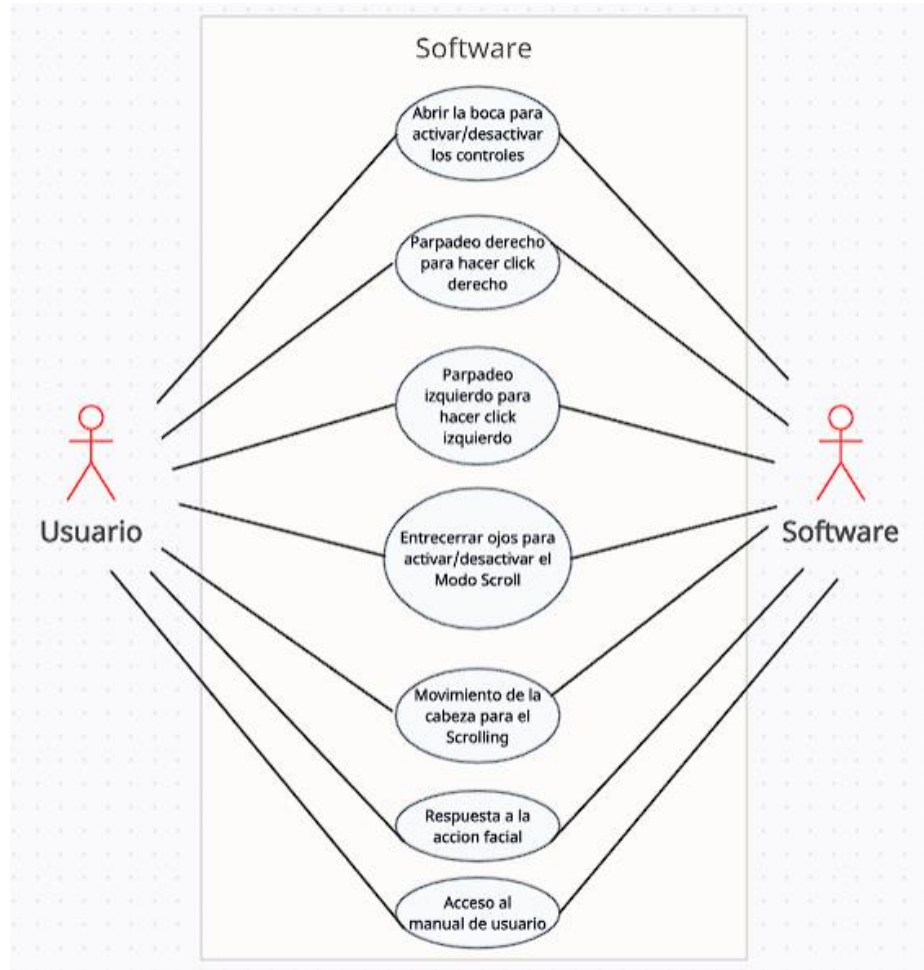 Software
Abrir la boca para
activar/desactivar
los controles
Parpadeo derecho
para hacer click
derecho
Parpadeo
izquierdo para
hacer click
izquierdo
Usuario
Software
Entrecerrar ojos para
activar/desactivar el
Modo Scroll
Movimiento de la
cabeza para el
Scrolling
Respuesta a la
accion facial
Acceso al
manual de usuario